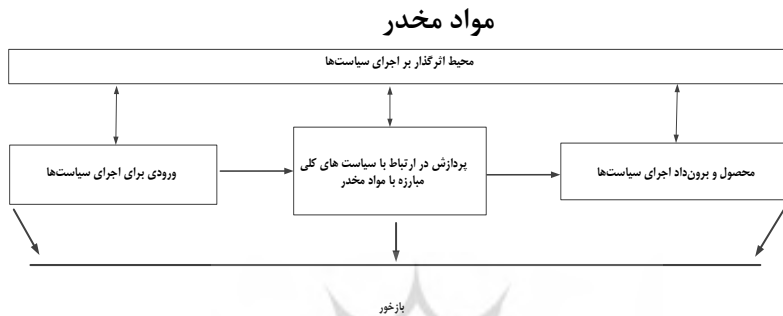 مواد مخدر
محیط اثرگذار بر اجرای سیاست‌ها
ورودی برای اجرای سیاست‌ها
پردازش در ارتباط با سیاست های کلی
مبارزه با مواد مخدر
محصول و برون‌داد اجرای سیاست‌ها
بازخور